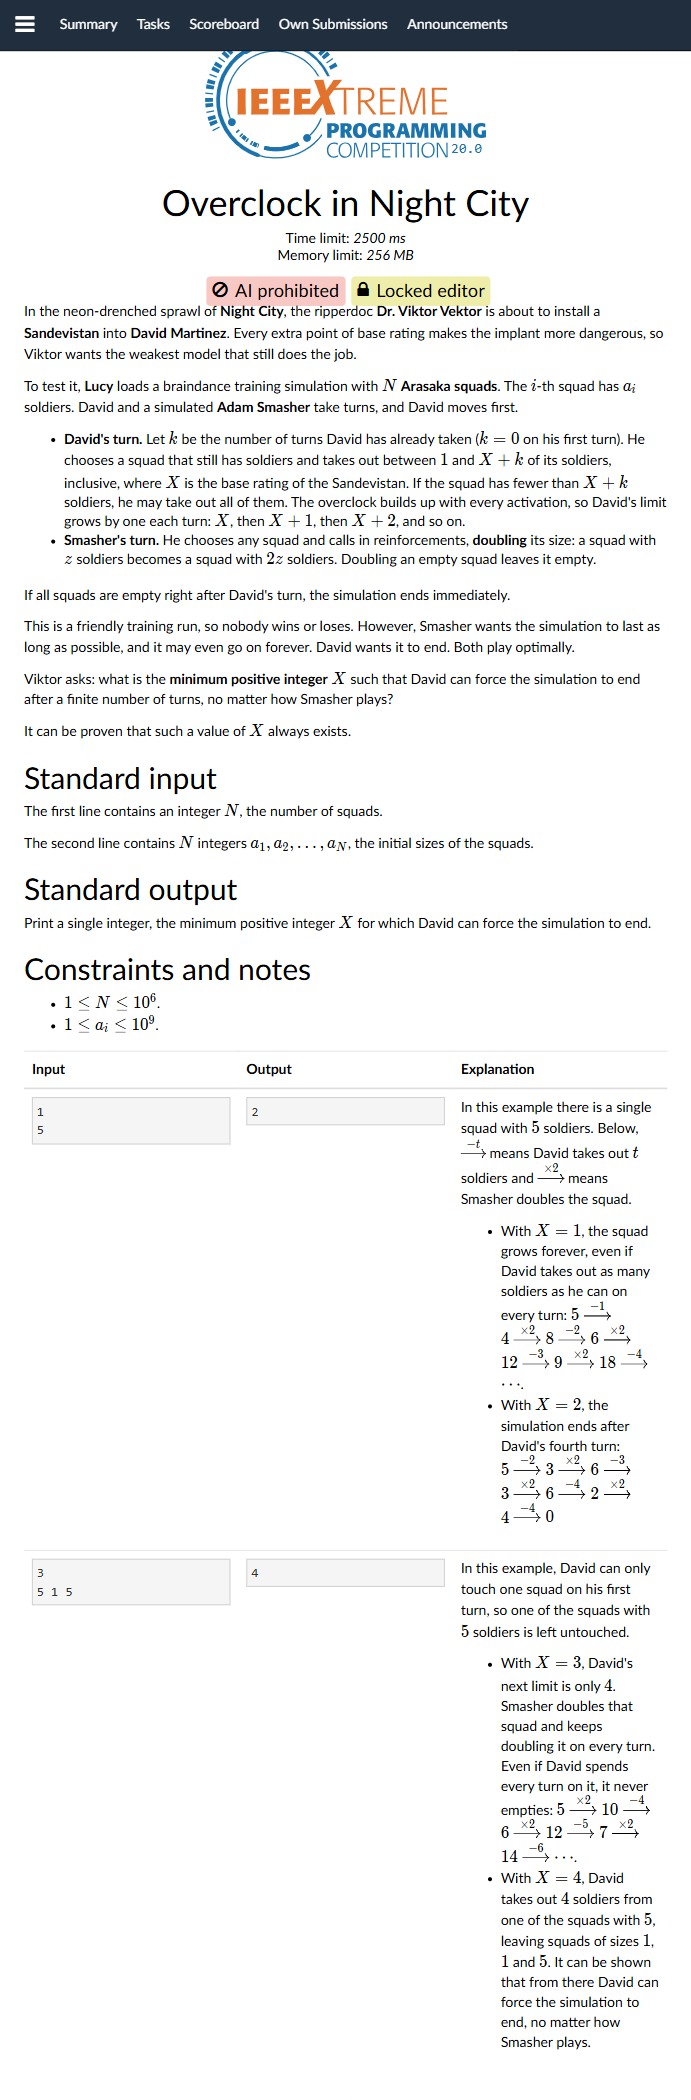 Summary Tasks Scoreboard Own Submissions Announcements
IEEEXTREME
PROGRAMMING
COMPETITION 20.0
Overclock in Night City
Time limit: 2500 ms
Memory limit: 256 MB
AI prohibited Locked editor
In the neon-drenched sprawl of Night City, the ripperdoc Dr. Viktor Vektor is about to install a
Sandevistan into David Martinez. Every extra point of base rating makes the implant more dangerous, so
Viktor wants the weakest model that still does the job.
To test it, Lucy loads a braindance training simulation with N Arasaka squads. The i-th squad has a_i
soldiers. David and a simulated Adam Smasher take turns, and David moves first.
• David's turn. Let k be the number of turns David has already taken (k = 0 on his first turn). He
chooses a squad that still has soldiers and takes out between 1 and X + k of its soldiers,
inclusive, where X is the base rating of the Sandevistan. If the squad has fewer than X + k
soldiers, he may take out all of them. The overclock builds up with every activation, so David's limit
grows by one each turn: X, then X + 1, then X + 2, and so on.
• Smasher's turn. He chooses any squad and calls in reinforcements, doubling its size: a squad with
z soldiers becomes a squad with 2z soldiers. Doubling an empty squad leaves it empty.
If all squads are empty right after David's turn, the simulation ends immediately.
This is a friendly training run, so nobody wins or loses. However, Smasher wants the simulation to last as
long as possible, and it may even go on forever. David wants it to end. Both play optimally.
Viktor asks: what is the minimum positive integer X such that David can force the simulation to end
after a finite number of turns, no matter how Smasher plays?
It can be proven that such a value of X always exists.
Standard input
The first line contains an integer N, the number of squads.
The second line contains N integers a_1, a_2, . . . , a_N, the initial sizes of the squads.
Standard output
Print a single integer, the minimum positive integer X for which David can force the simulation to end.
Constraints and notes
• 1 ≤ N ≤ 10^6.
• 1 ≤ a_i ≤ 10^9.
Input Output Explanation
1
5
2
In this example there is a single
squad with 5 soldiers. Below,
—t→ means David takes out t
soldiers and ×2→ means
Smasher doubles the squad.
• With X = 1, the squad
grows forever, even if
David takes out as many
soldiers as he can on
every turn: 5 −1→
4 ×2→ 8 −2→ 6 ×2→
12 −3→ 9 ×2→ 18 −4→
· · ·.
• With X = 2, the
simulation ends after
David's fourth turn:
5 −2→ 3 ×2→ 6 −3→
3 ×2→ 6 −4→ 2 ×2→
4 −4→ 0
3
5 1 5
4
In this example, David can only
touch one squad on his first
turn, so one of the squads with
5 soldiers is left untouched.
• With X = 3, David's
next limit is only 4.
Smasher doubles that
squad and keeps
doubling it on every turn.
Even if David spends
every turn on it, it never
empties: 5 ×2→ 10 −4→
6 ×2→ 12 −5→ 7 ×2→
14 −6→ · · ·.
• With X = 4, David
takes out 4 soldiers from
one of the squads with 5,
leaving squads of sizes 1,
1 and 5. It can be shown
that from there David can
force the simulation to
end, no matter how
Smasher plays.